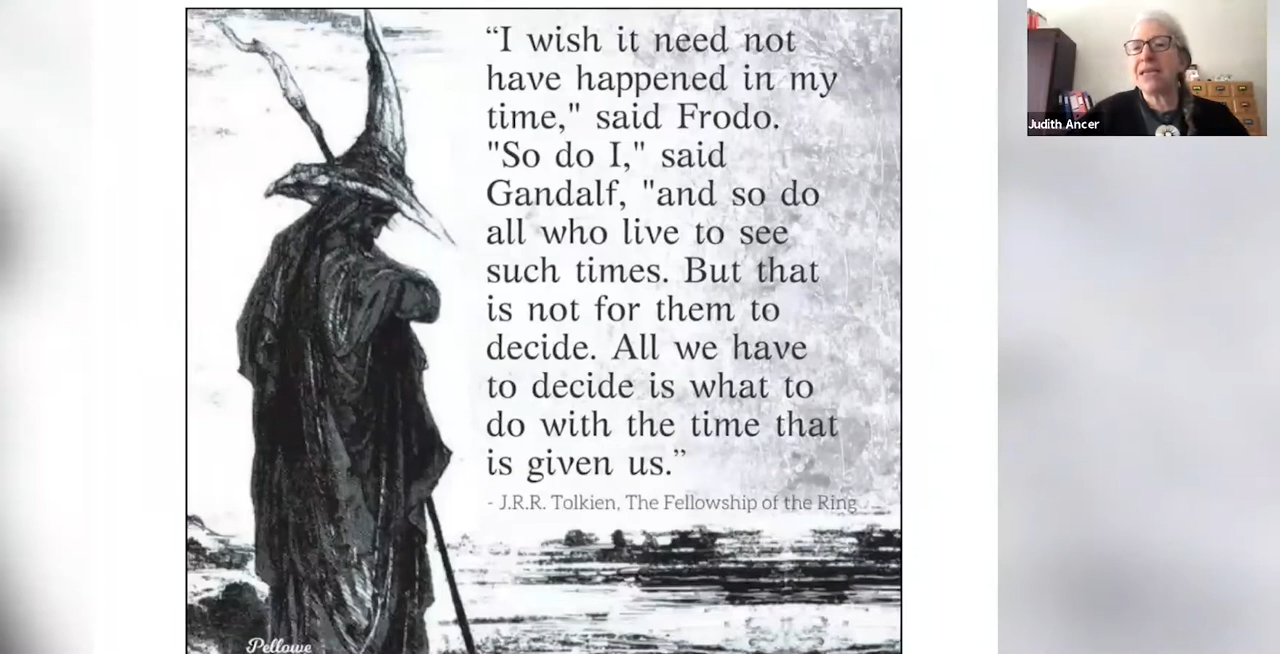 “I wish it need not
have happened in my
time," said Frodo.
"So do I," said
Gandalf, "and so do
all who live to see
such times. But that
is not for them to
decide. All we have
to decide is what to
do with the time that
is given us.”
- J.R.R. Tolkien, The Fellowship of the Ring
Pellowe
Judith Ancer